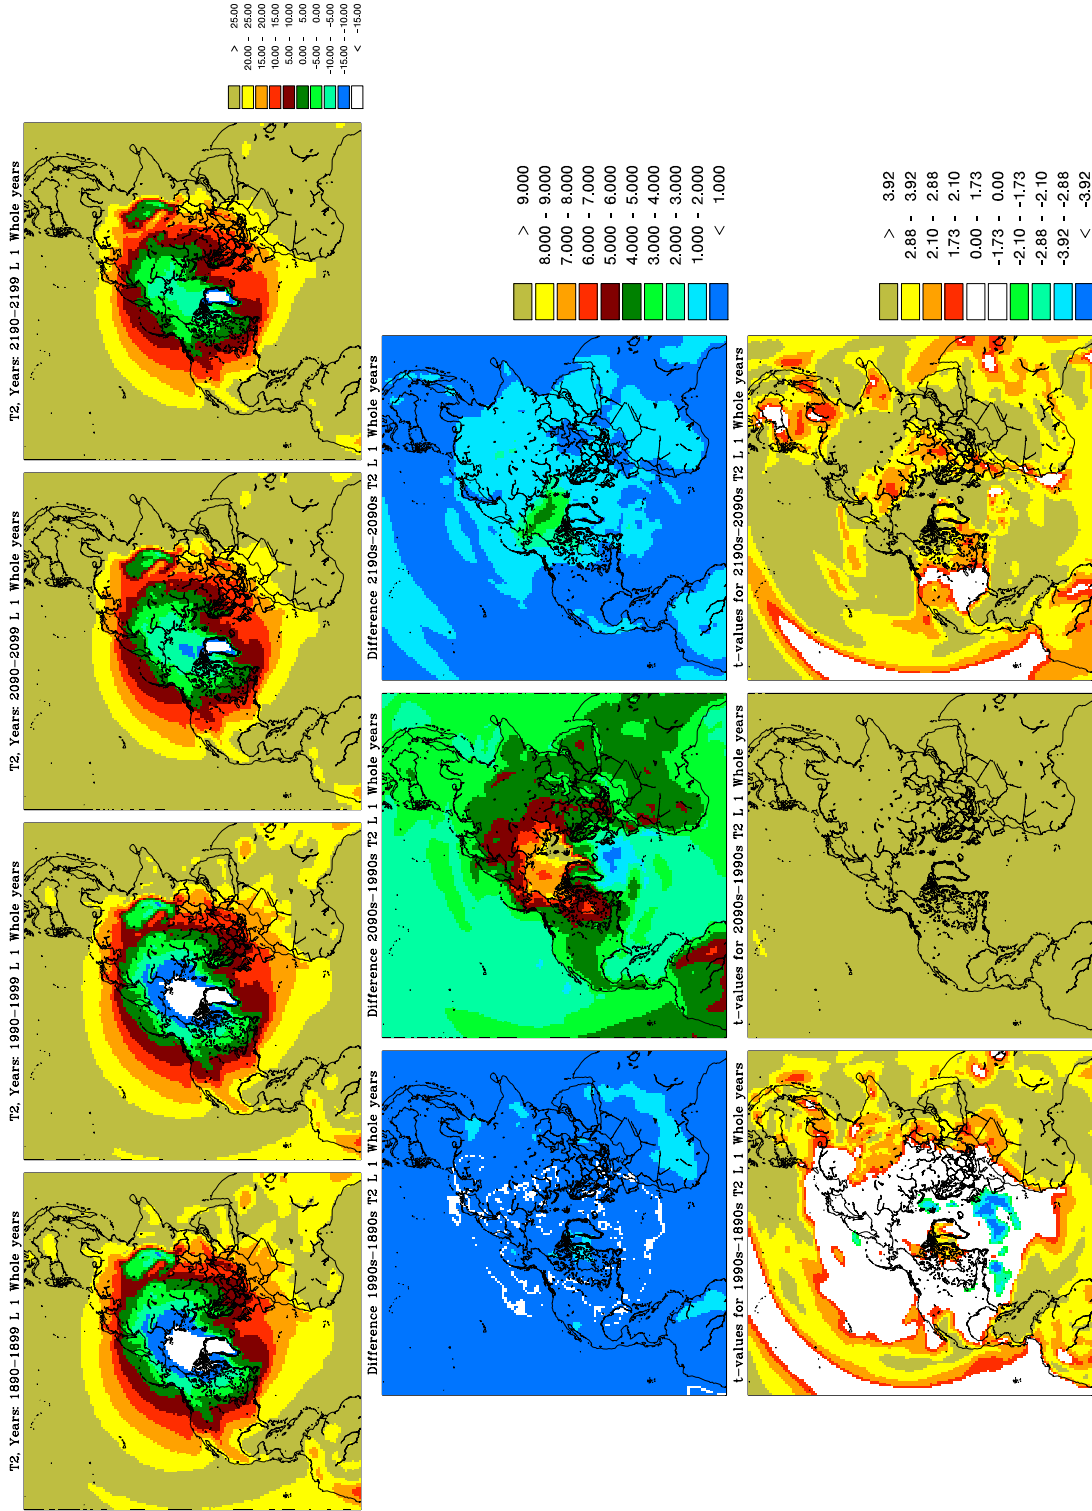 T2, Years: 1890-1899 L 1 Whole years
T2, Years: 1990-1999 L 1 Whole years
T2, Years: 2090-2099 L 1 Whole years
T2, Years: 2190-2199 L 1 Whole years
> 25.00
20.00 - 25.00
15.00 - 20.00
10.00 - 15.00
5.00 - 10.00
0.00 - 5.00
-5.00 - 0.00
-10.00 - -5.00
-15.00 - -10.00
< -15.00
Difference 1990s-1880s T2 L 1 Whole years
Difference 2090s-1990s T2 L 1 Whole years
Difference 2190s-2090s T2 L 1 Whole years
> 9.000
8.000 - 9.000
7.000 - 8.000
6.000 - 7.000
5.000 - 6.000
4.000 - 5.000
3.000 - 4.000
2.000 - 3.000
1.000 - 2.000
< 1.000
t-values for 1990s-1890s T2 L 1 Whole years
t-values for 2090s-1990s T2 L 1 Whole years
t-values for 2190s-2090s T2 L 1 Whole years
> 3.92
2.88 - 3.92
2.10 - 2.88
1.73 - 2.10
0.00 - 1.73
-1.73 - 0.00
-2.10 - -1.73
-2.88 - -2.10
-3.92 - -2.88
< -3.92